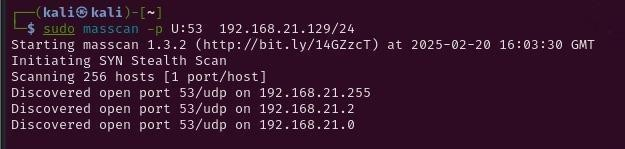 ┌──(kali㉿kali)-[~]
└─$ sudo masscan -p U:53  192.168.21.129/24
Starting masscan 1.3.2 (http://bit.ly/14GZzcT) at 2025-02-20 16:03:30 GMT
Initiating SYN Stealth Scan
Scanning 256 hosts [1 port/host]
Discovered open port 53/udp on 192.168.21.255
Discovered open port 53/udp on 192.168.21.2
Discovered open port 53/udp on 192.168.21.0